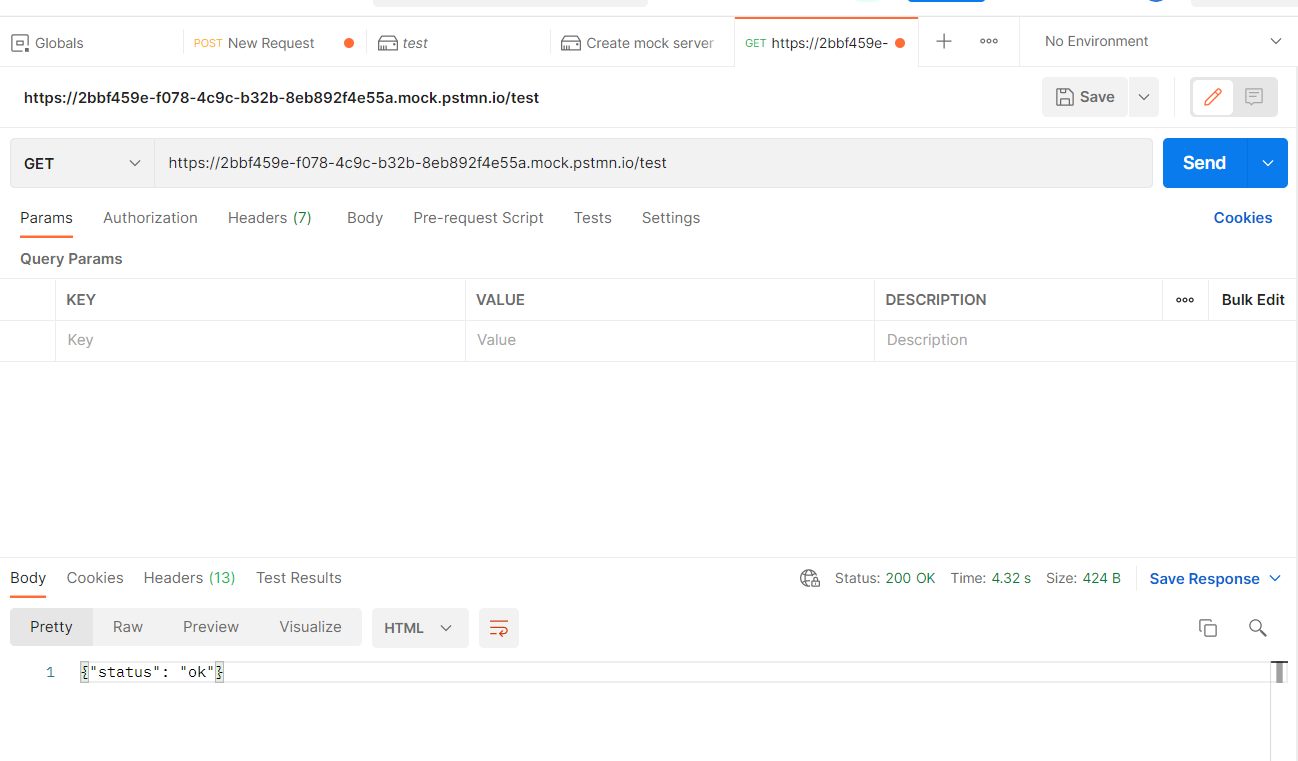 Globals POST New Request test Create mock server GET https://2bbf459e- No Environment
https://2bbf459e-f078-4c9c-b32b-8eb892f4e55a.mock.pstmn.io/test Save
GET https://2bbf459e-f078-4c9c-b32b-8eb892f4e55a.mock.pstmn.io/test Send
Params Authorization Headers (7) Body Pre-request Script Tests Settings Cookies
Query Params
KEY VALUE DESCRIPTION Bulk Edit
Key Value Description
Body Cookies Headers (13) Test Results Status: 200 OK Time: 4.32 s Size: 424 B Save Response
Pretty Raw Preview Visualize HTML
1 {"status": "ok"}